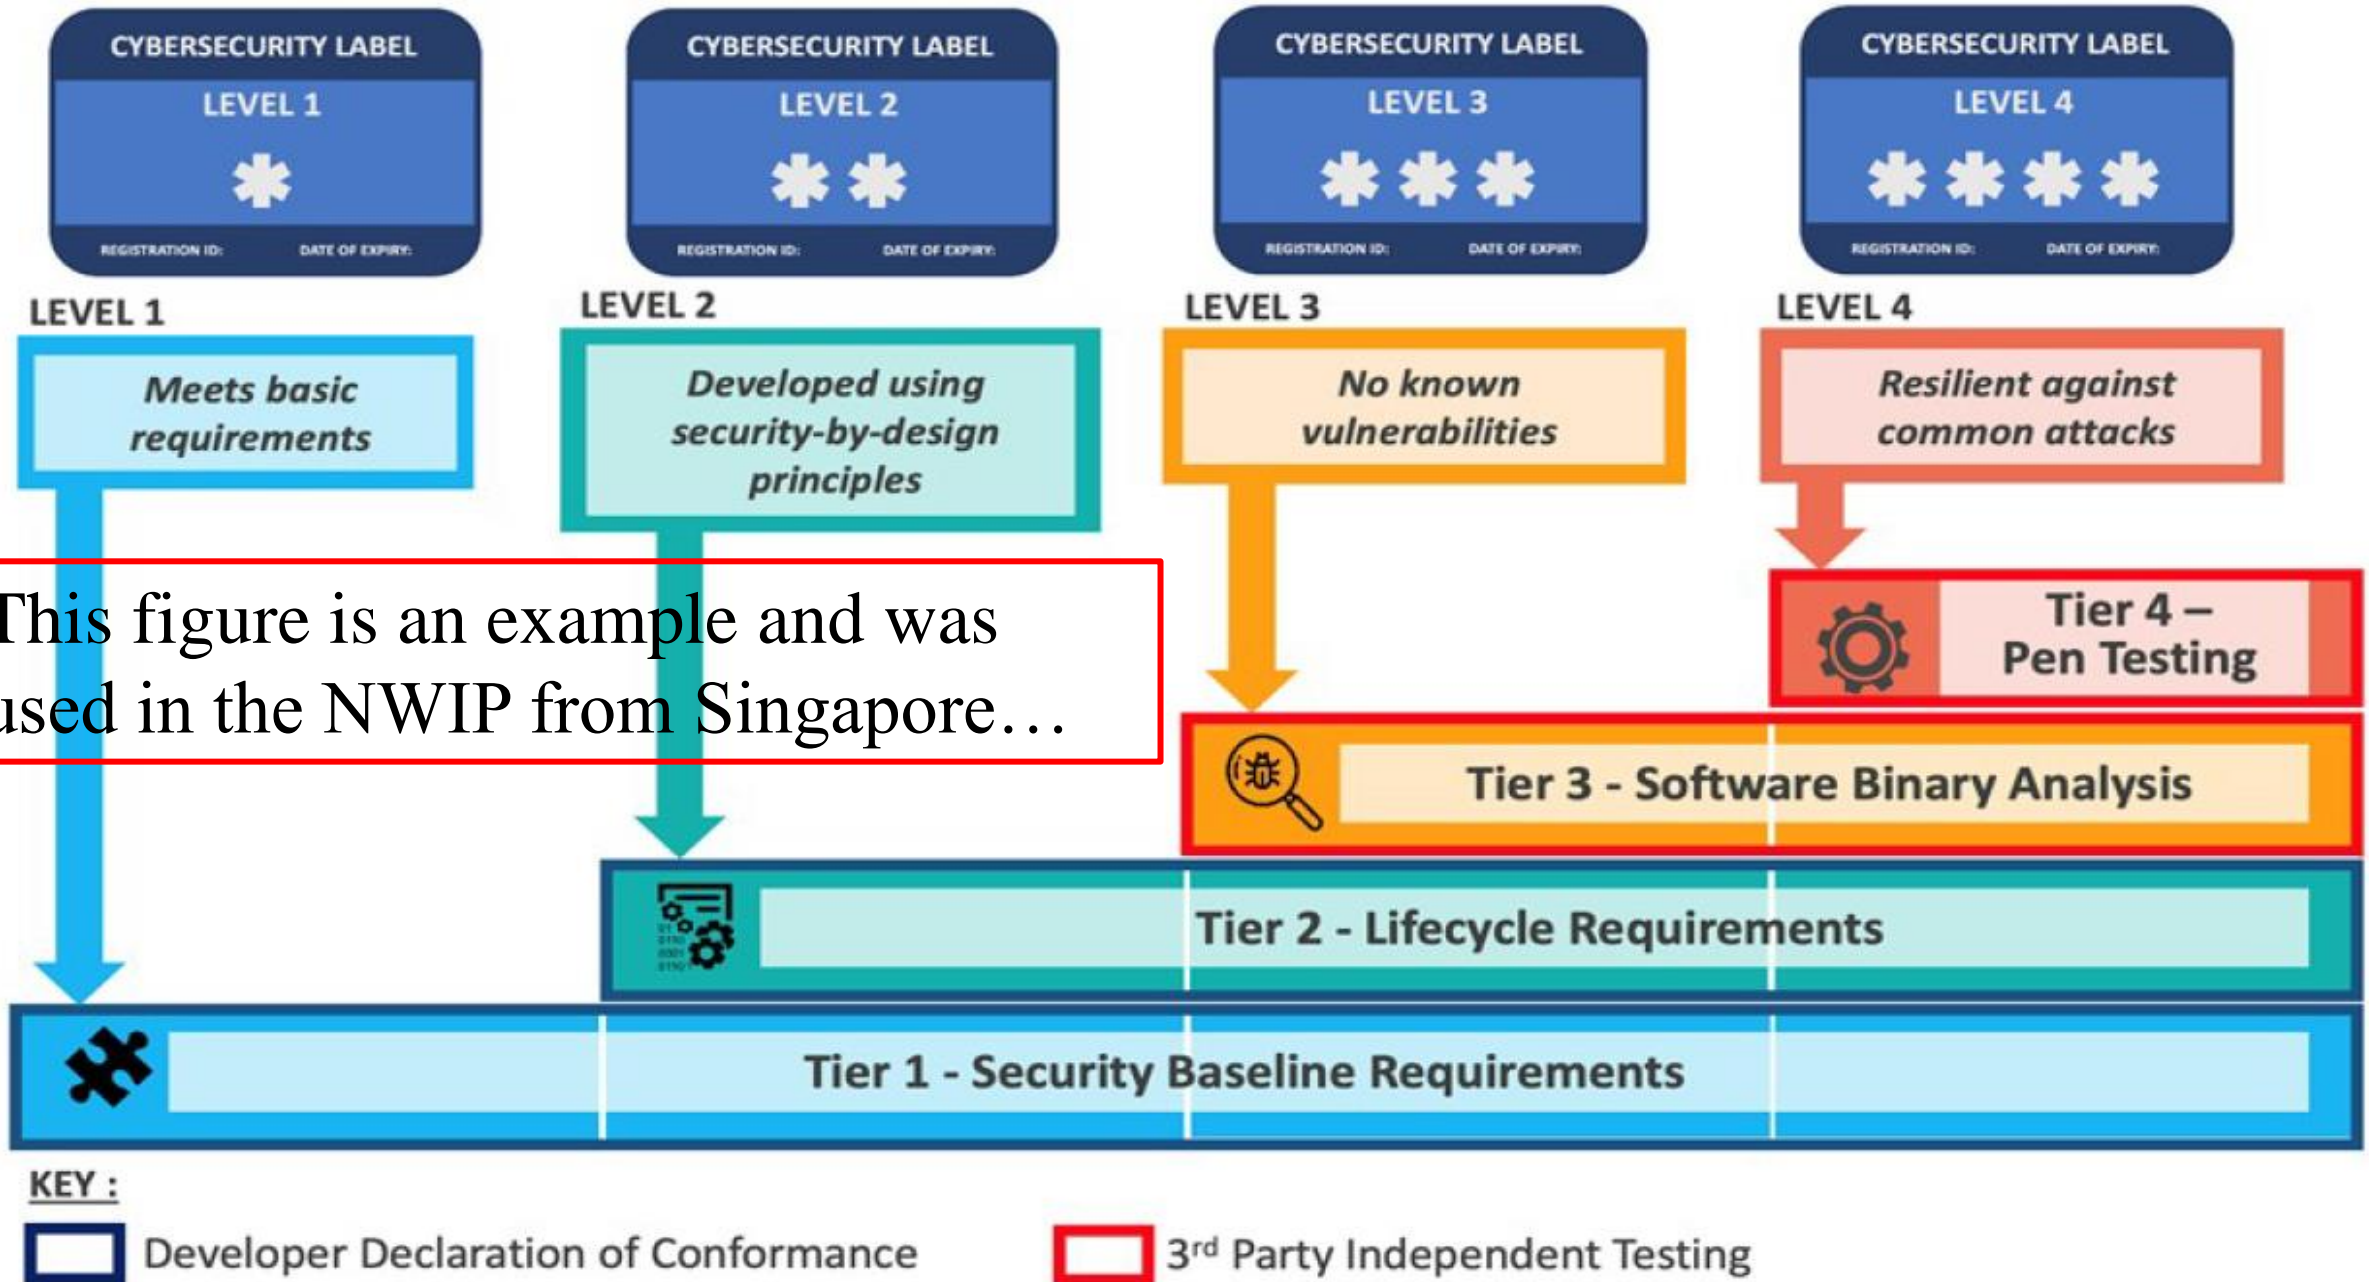 CYBERSECURITY LABEL
LEVEL 1
REGISTRATION ID: DATE OF EXPIRY:
CYBERSECURITY LABEL
LEVEL 2
REGISTRATION ID: DATE OF EXPIRY:
CYBERSECURITY LABEL
LEVEL 3
REGISTRATION ID: DATE OF EXPIRY:
CYBERSECURITY LABEL
LEVEL 4
REGISTRATION ID: DATE OF EXPIRY:
LEVEL 1
Meets basic
requirements
LEVEL 2
Developed using
security-by-design
principles
LEVEL 3
No known
vulnerabilities
LEVEL 4
Resilient against
common attacks
This figure is an example and was
used in the NWIP from Singapore…
Tier 4 –
Pen Testing
Tier 3 - Software Binary Analysis
Tier 2 - Lifecycle Requirements
Tier 1 - Security Baseline Requirements
KEY :
Developer Declaration of Conformance
3rd Party Independent Testing